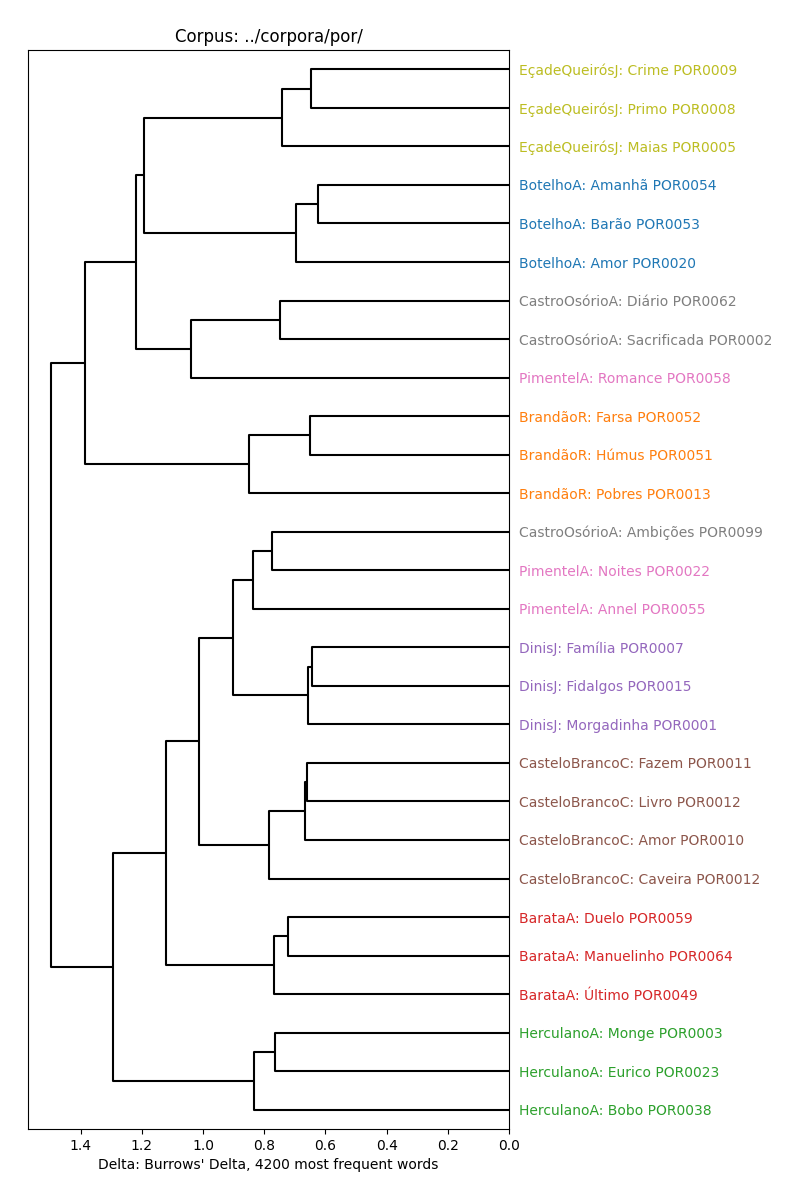 Corpus: ../corpora/por/
EçadeQueirósJ: Crime POR0009
EçadeQueirósJ: Primo POR0008
EçadeQueirósJ: Maias POR0005
BotelhoA: Amanhã POR0054
BotelhoA: Barão POR0053
BotelhoA: Amor POR0020
CastroOsórioA: Diário POR0062
CastroOsórioA: Sacrificada POR0002
PimentelA: Romance POR0058
BrandãoR: Farsa POR0052
BrandãoR: Húmus POR0051
BrandãoR: Pobres POR0013
CastroOsórioA: Ambições POR0099
PimentelA: Noites POR0022
PimentelA: Annel POR0055
DinisJ: Família POR0007
DinisJ: Fidalgos POR0015
DinisJ: Morgadinha POR0001
CasteloBrancoC: Fazem POR0011
CasteloBrancoC: Livro POR0012
CasteloBrancoC: Amor POR0010
CasteloBrancoC: Caveira POR0012
BarataA: Duelo POR0059
BarataA: Manuelinho POR0064
BarataA: Último POR0049
HerculanoA: Monge POR0003
HerculanoA: Eurico POR0023
HerculanoA: Bobo POR0038
1.4 1.2 1.0 0.8 0.6 0.4 0.2 0.0
Delta: Burrows' Delta, 4200 most frequent words